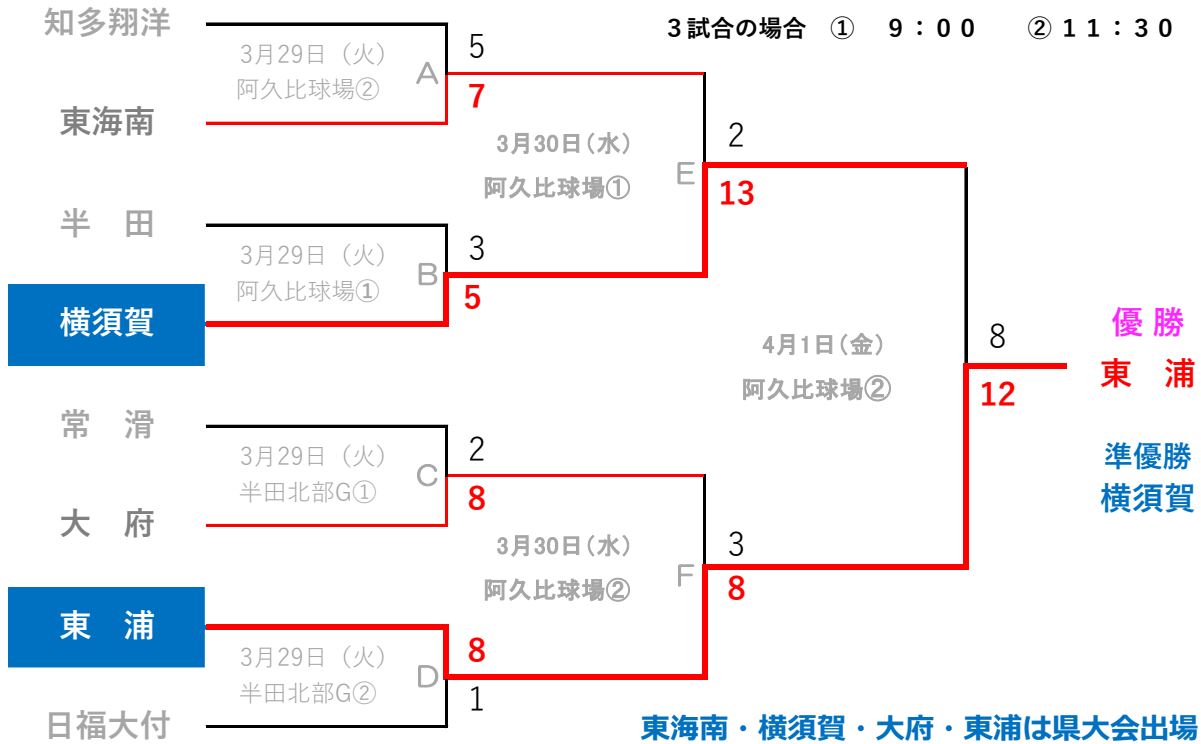 ３試合の場合　①　９：００　　②１１：３０
知多翔洋
3月29日（火）
阿久比球場②
A
5
7
東海南
3月30日(水)
阿久比球場①
E
2
13
半　田
3月29日（火）
阿久比球場①
B
3
5
横須賀
4月1日(金)
阿久比球場②
8
12
優 勝
東　浦
準優勝
横須賀
常　滑
3月29日（火）
半田北部G①
C
2
8
大　府
3月30日(水)
阿久比球場②
F
3
8
東　浦
3月29日（火）
半田北部G②
D
8
1
日福大付
東海南・横須賀・大府・東浦は県大会出場